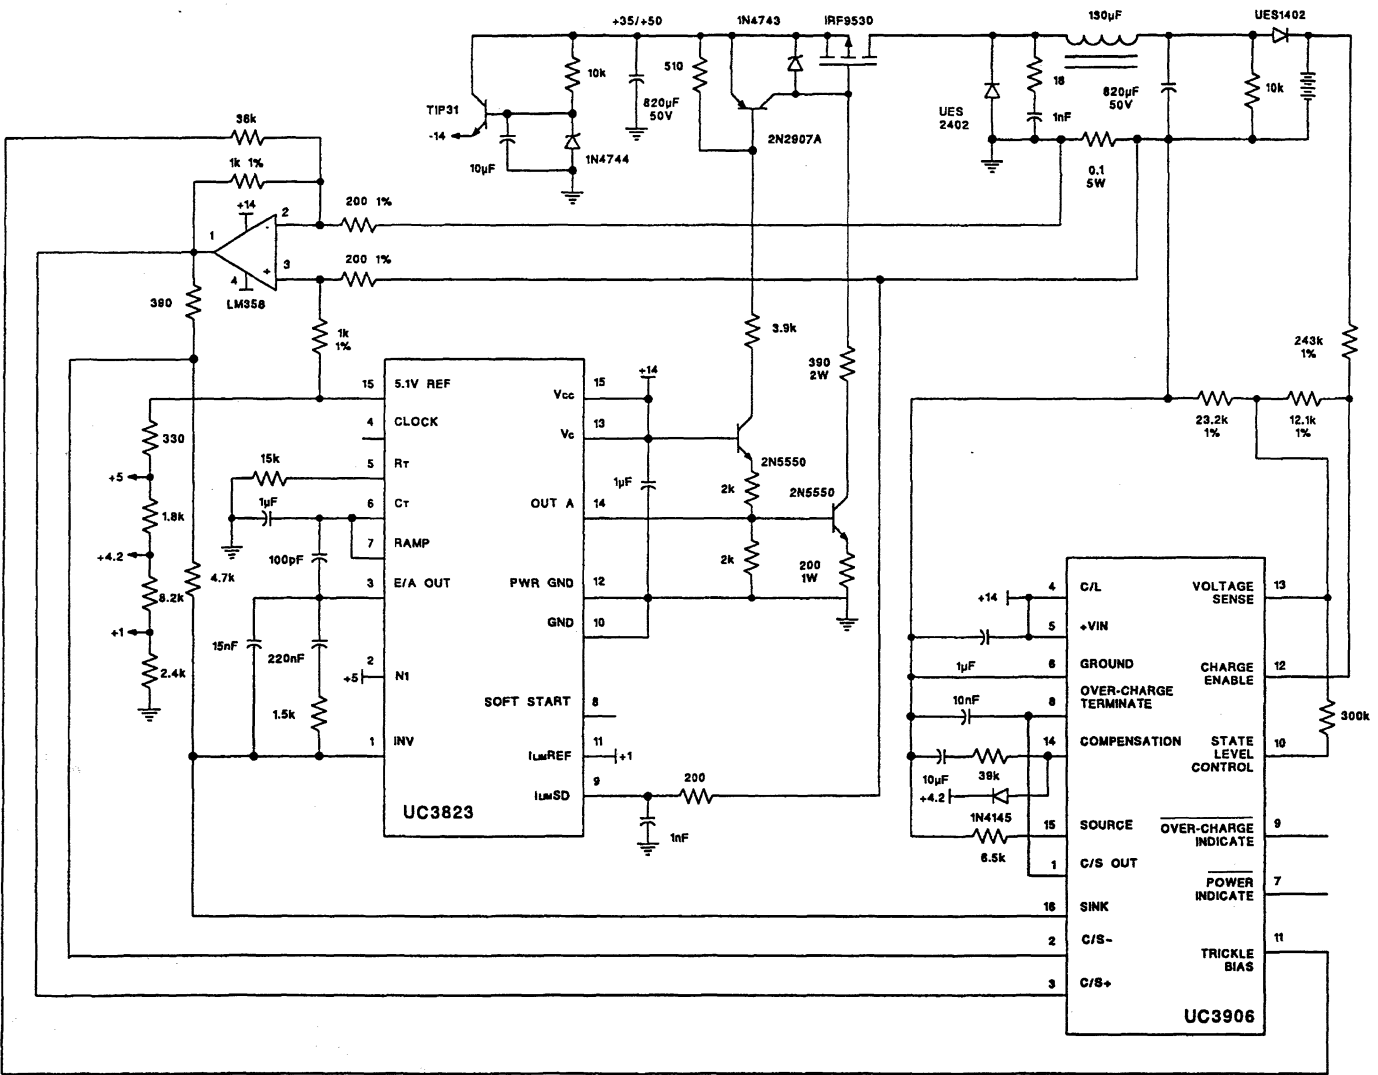 +35/+50
1N4743
IRF9530
130µF
UES1402
510
10k
18
TIP31
820µF
50V
UES
2402
1nF
820µF
50V
10k
-14
10µF
1N4744
2N2907A
0.1
5W
36k
1k 1%
+14
200 1%
2
-
1
200 1%
3
+
4
LM358
390
1k
1%
3.9k
390
2W
243k
1%
+14
15
5.1V REF
VCC
15
4
CLOCK
VC
13
23.2k
1%
12.1k
1%
330
15k
5
RT
2N5550
+5
1µF
6
CT
1µF
2k
2N5550
OUT A
14
1.8k
7
RAMP
100pF
+4.2
3
E/A OUT
PWR GND
12
2k
200
1W
4.7k
8.2k
GND
10
+14
4
C/L
VOLTAGE
SENSE
13
+1
5
+VIN
15nF
220nF
2
N1
+5
2.4k
1µF
6
GROUND
CHARGE
ENABLE
12
SOFT START
8
10nF
8
OVER-CHARGE
TERMINATE
1.5k
300k
1
INV
ILIMREF
11
+1
14
COMPENSATION
STATE
LEVEL
CONTROL
10
ILIMSD
9
200
10µF
39k
+4.2
UC3823
1N4145
1nF
15
SOURCE
OVER-CHARGE
INDICATE
9
6.5k
1
C/S OUT
POWER
INDICATE
7
16
SINK
2
C/S-
TRICKLE
BIAS
11
3
C/S+
UC3906